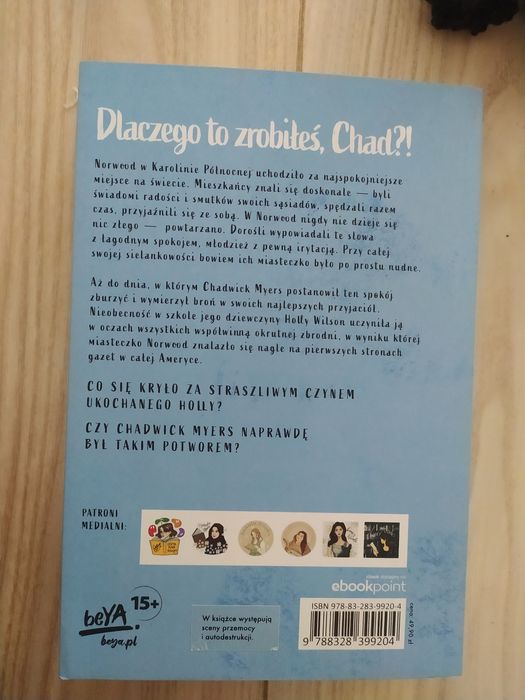 Dlaczego to zrobiłeś, Chad?!
Norwood w Karolinie Północnej uchodziło za najspokojniejsze
miejsce na świecie. Mieszkańcy znali się doskonale — byli
świadomi radości i smutków swoich sąsiadów, spędzali razem
czas, przyjaźnili się ze sobą. W Norwood nigdy nie dzieje się
nic złego — powtarzano. Dorośli wypowiadali te słowa
z łagodnym spokojem, młodzież z pewną irytacją. Przy całej
swojej sielankowości bowiem ich miasteczko było po prostu nudne.
Aż do dnia, w którym Chadwick Myers postanowił ten spokój
zburzyć i wymierzył broń w swoich najlepszych przyjaciół.
Nieobecność w szkole jego dziewczyny Holly Wilson uczyniła ją
w oczach wszystkich współwinną okrutnej zbrodni, w wyniku której
miasteczko Norwood znalazło się nagle na pierwszych stronach
gazet w całej Ameryce.
CO SIĘ KRYŁO ZA STRASZLIWYM CZYNEM
UKOCHANEGO HOLLY?
CZY CHADWICK MYERS NAPRAWDĘ
BYŁ TAKIM POTWOREM?
PATRONI
MEDIALNI:
ebook dostępny na
ebookpoint
beYA. 15+
beya.pl
W książce występują
sceny przemocy
i autodestrukcji.
ISBN 978-83-283-9920-4
9 788328 399204
cena: 49,90 zł